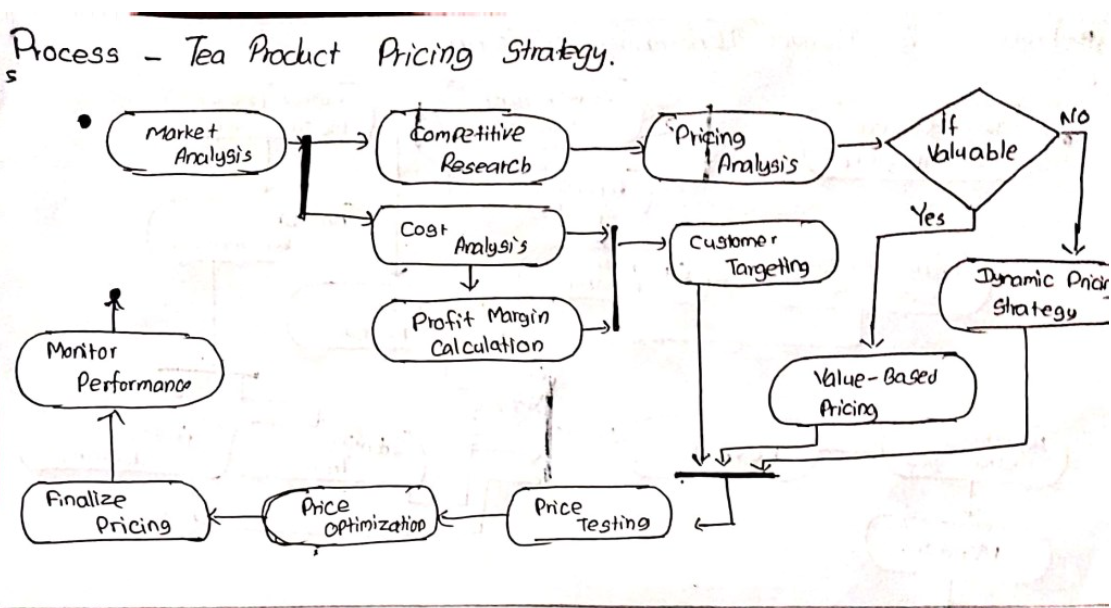 Process - Tea Product Pricing Strategy.
s
Market
Analysis
Competitive
Research
Pricing
Analysis
If
Valuable
No
Yes
Cost
Analysis
Customer
Targeting
Dynamic Pricin
Strategy
Profit Margin
Calculation
Monitor
Performance
Value-Based
Pricing
Finalize
Pricing
Price
Optimization
Price
Testing